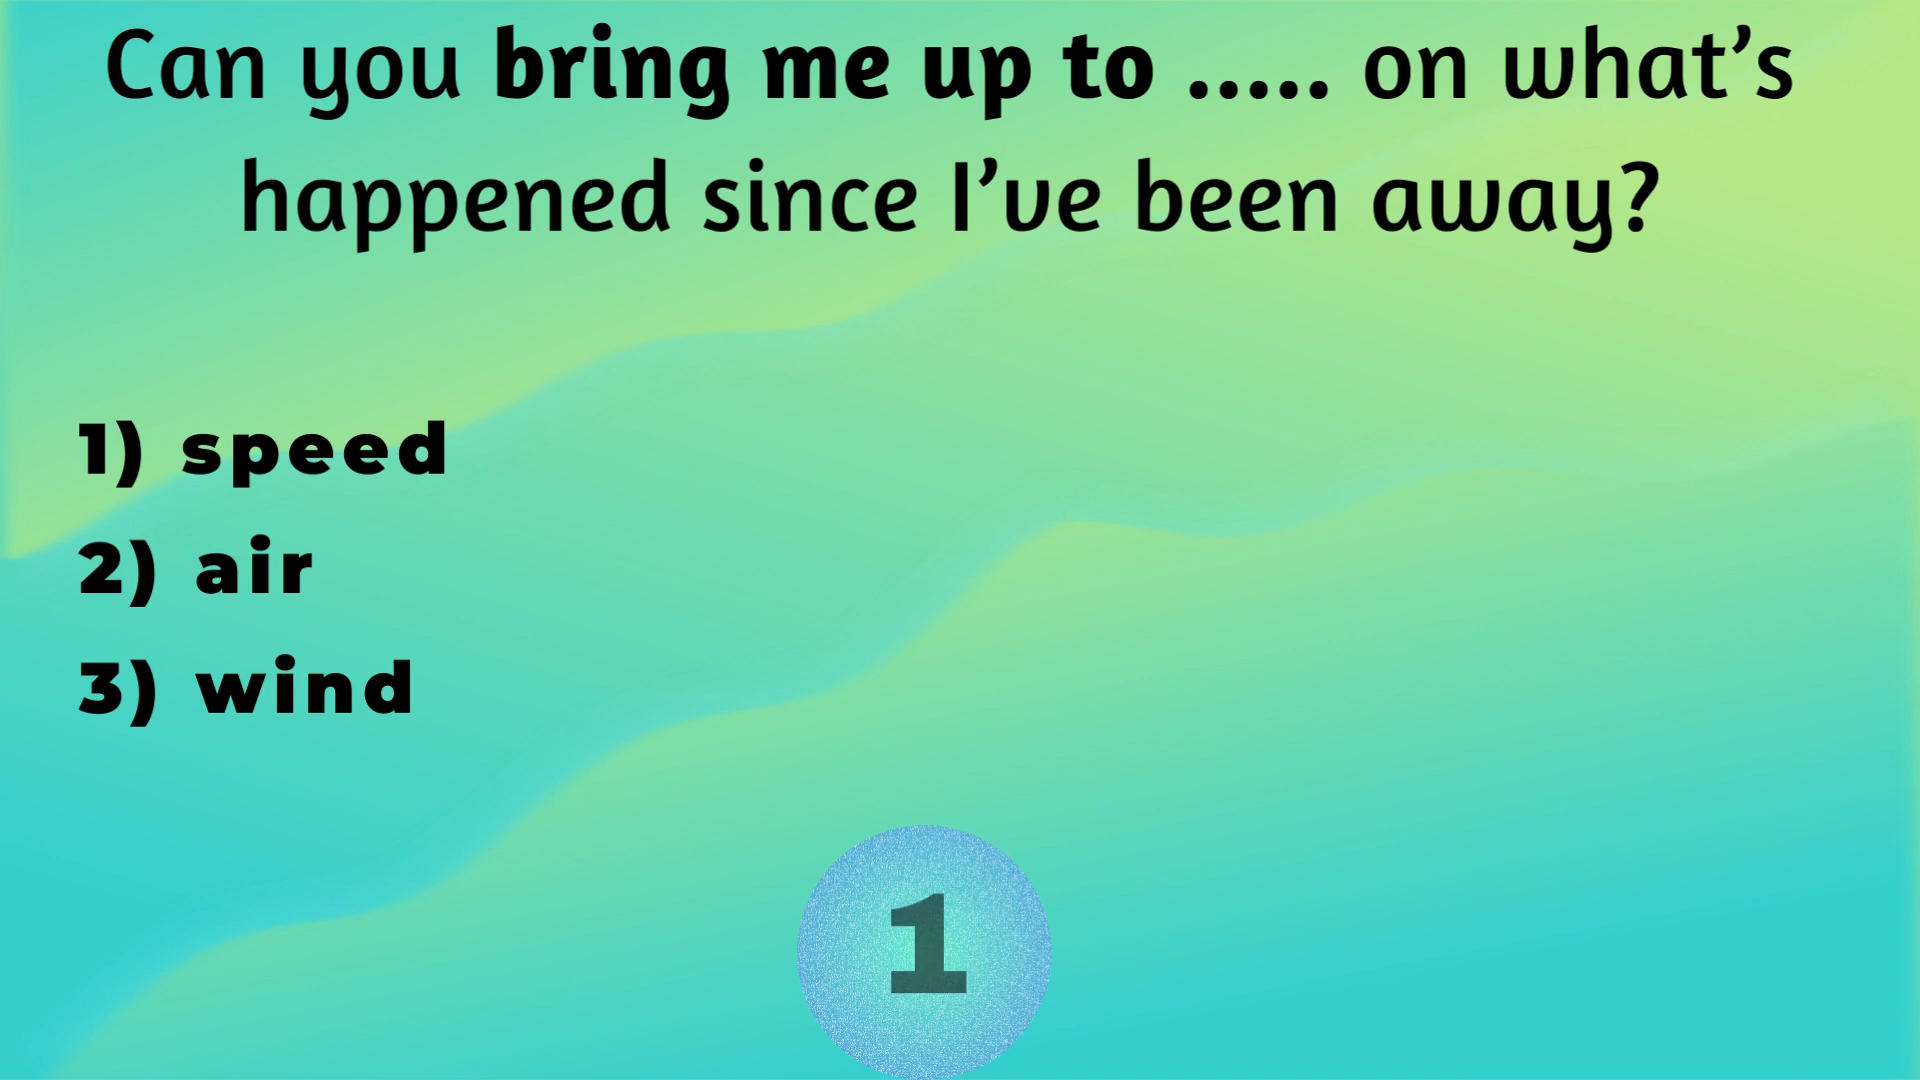 Can you bring me up to ..... on what’s
happened since I’ve been away?
1) speed
2) air
3) wind
1